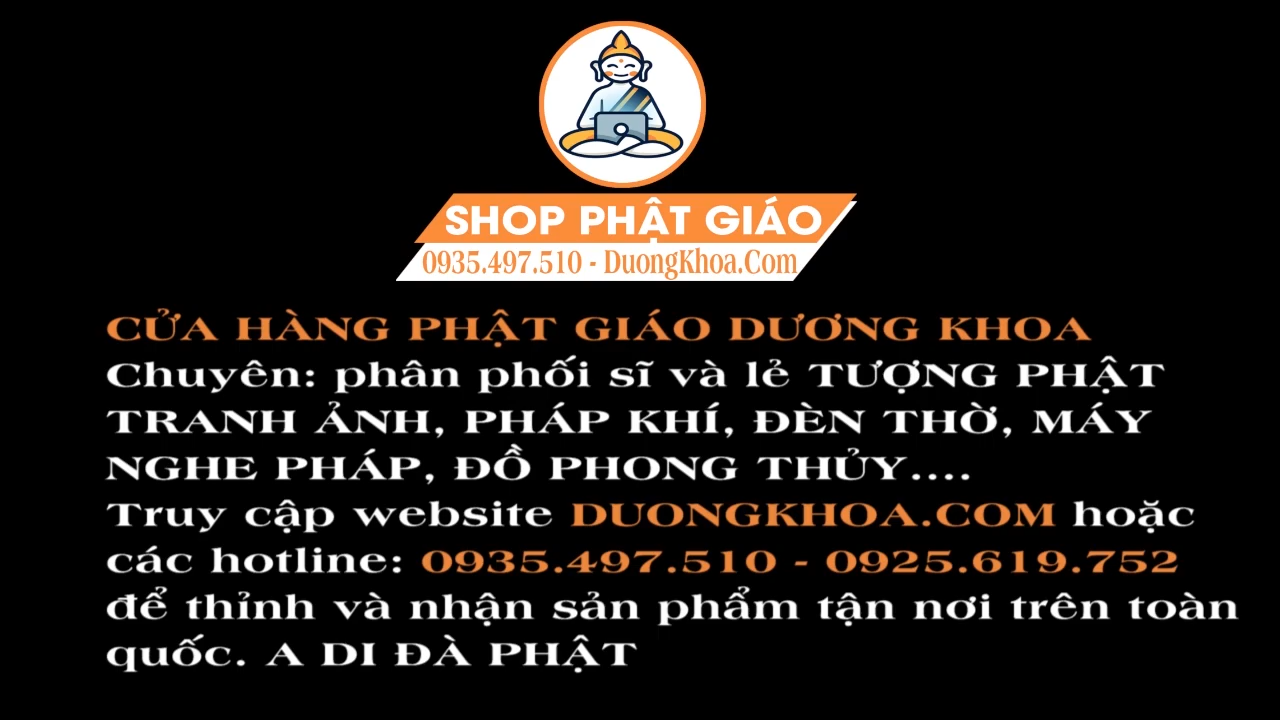 SHOP PHẬT GIÁO
0935.497.510 - DuongKhoa.Com
CỬA HÀNG PHẬT GIÁO DƯƠNG KHOA
Chuyên: phân phối sĩ và lẻ TƯỢNG PHẬT
TRANH ẢNH, PHÁP KHÍ, ĐÈN THỜ, MÁY
NGHE PHÁP, ĐỒ PHONG THỦY....
Truy cập website DUONGKHOA.COM hoặc
các hotline: 0935.497.510 - 0925.619.752
để thỉnh và nhận sản phẩm tận nơi trên toàn
quốc. A DI ĐÀ PHẬT